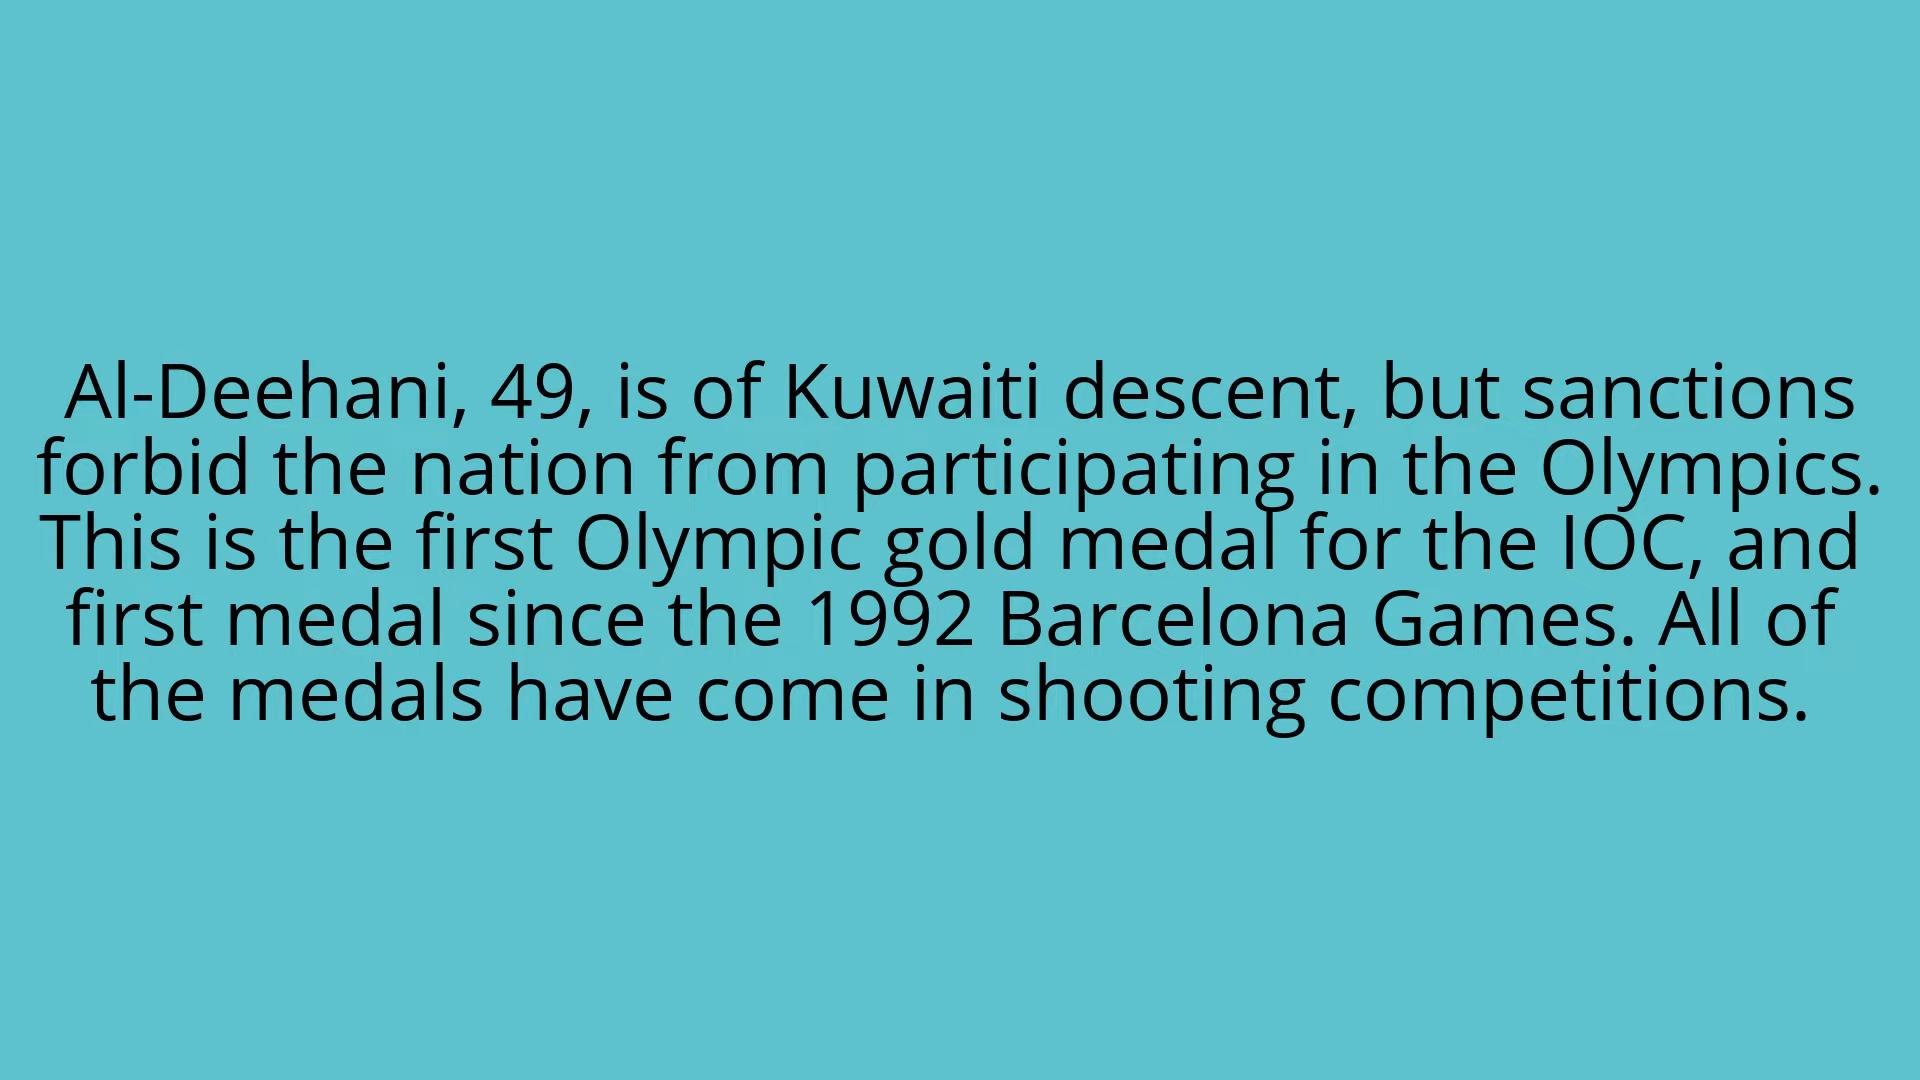 Al-Deehani, 49, is of Kuwaiti descent, but sanctions
forbid the nation from participating in the Olympics.
This is the first Olympic gold medal for the IOC, and
first medal since the 1992 Barcelona Games. All of
the medals have come in shooting competitions.